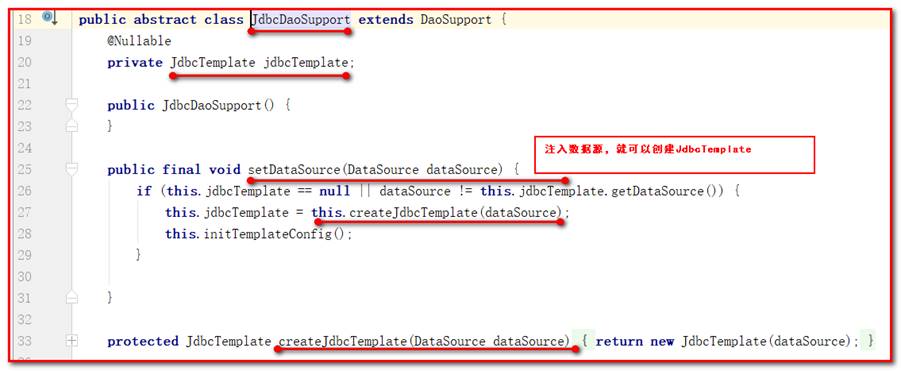 18 public abstract class JdbcDaoSupport extends DaoSupport {
19 @Nullable
20 private JdbcTemplate jdbcTemplate;
21
22 public JdbcDaoSupport() {
23 }
24
注入数据源，就可以创建JdbcTemplate
25 public final void setDataSource(DataSource dataSource) {
26 if (this.jdbcTemplate == null || dataSource != this.jdbcTemplate.getDataSource()) {
27 this.jdbcTemplate = this.createJdbcTemplate(dataSource);
28 this.initTemplateConfig();
29 }
30
31 }
32
33 protected JdbcTemplate createJdbcTemplate(DataSource dataSource) { return new JdbcTemplate(dataSource); }